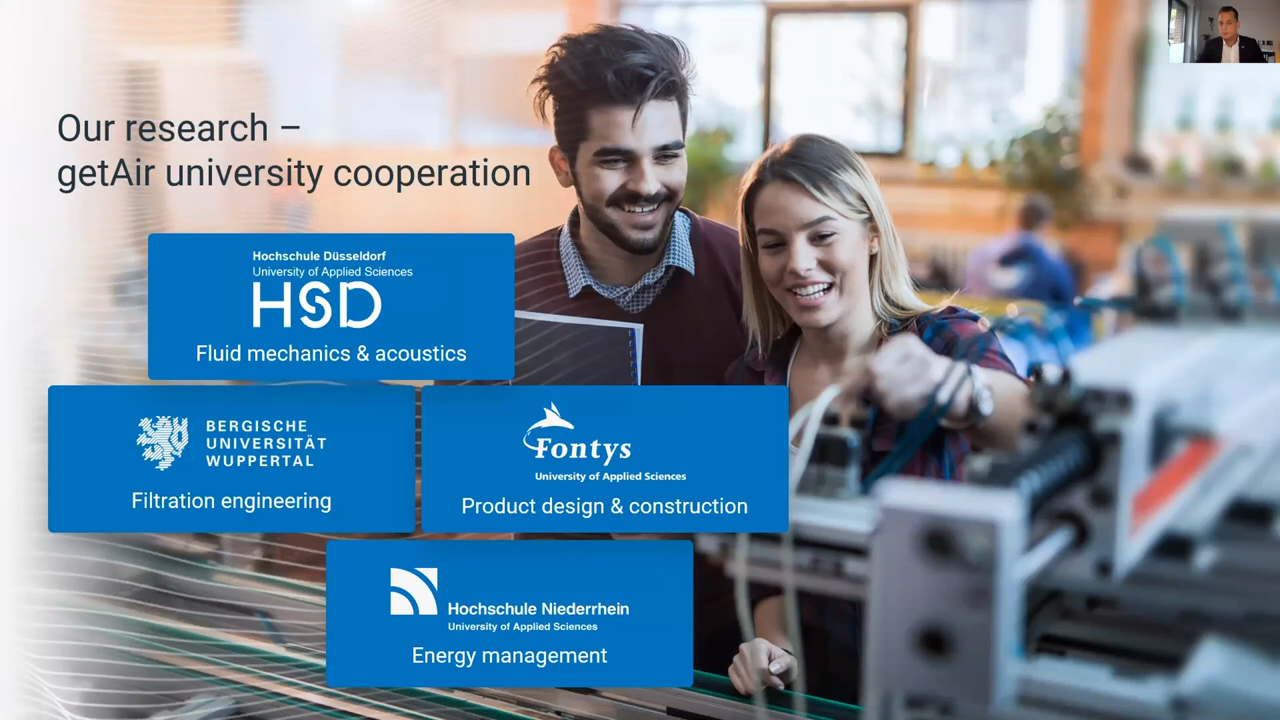 Our research –
getAir university cooperation
Hochschule Düsseldorf
University of Applied Sciences
HSD
Fluid mechanics & acoustics
BERGISCHE
UNIVERSITÄT
WUPPERTAL
Filtration engineering
Fontys
University of Applied Sciences
Product design & construction
Hochschule Niederrhein
University of Applied Sciences
Energy management